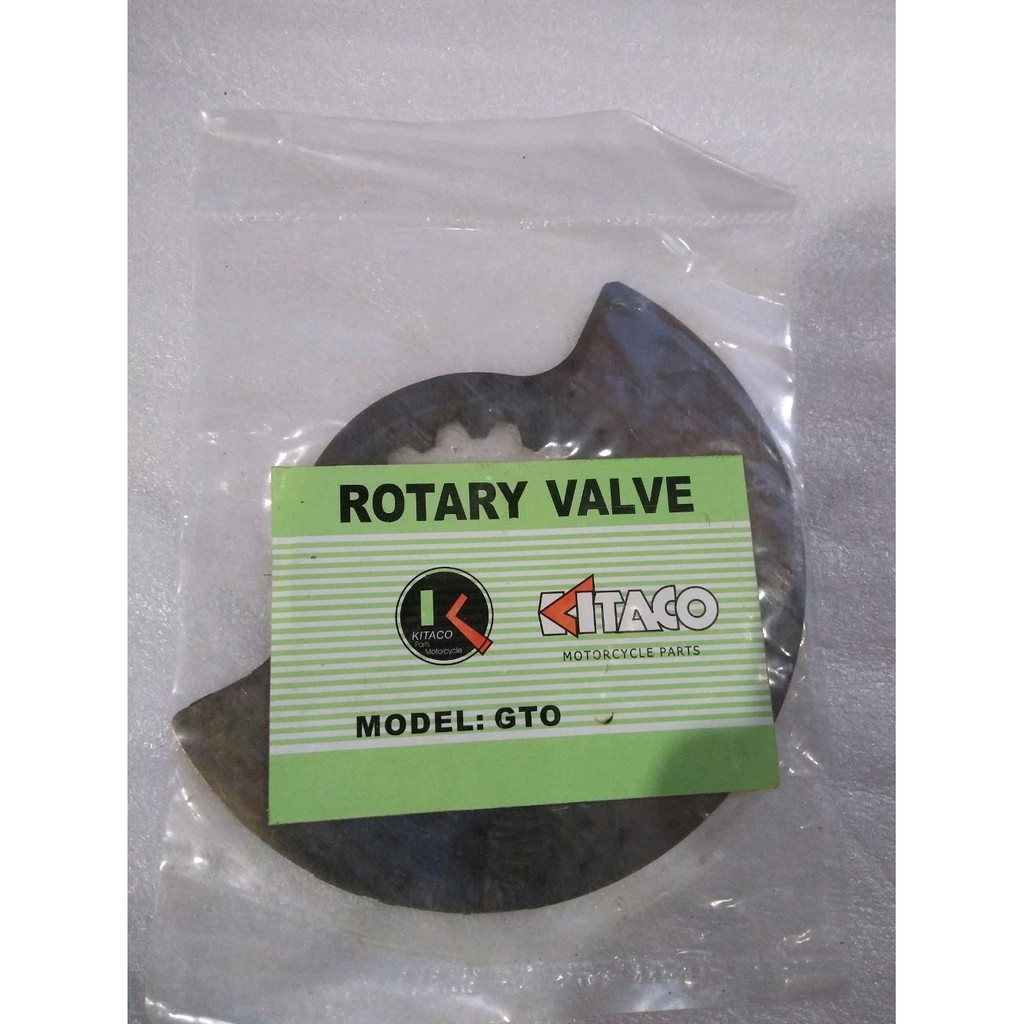 ROTARY VALVE
K
KITACO
Parts
Motorcycle
KITACO
MOTORCYCLE PARTS
MODEL: GTO